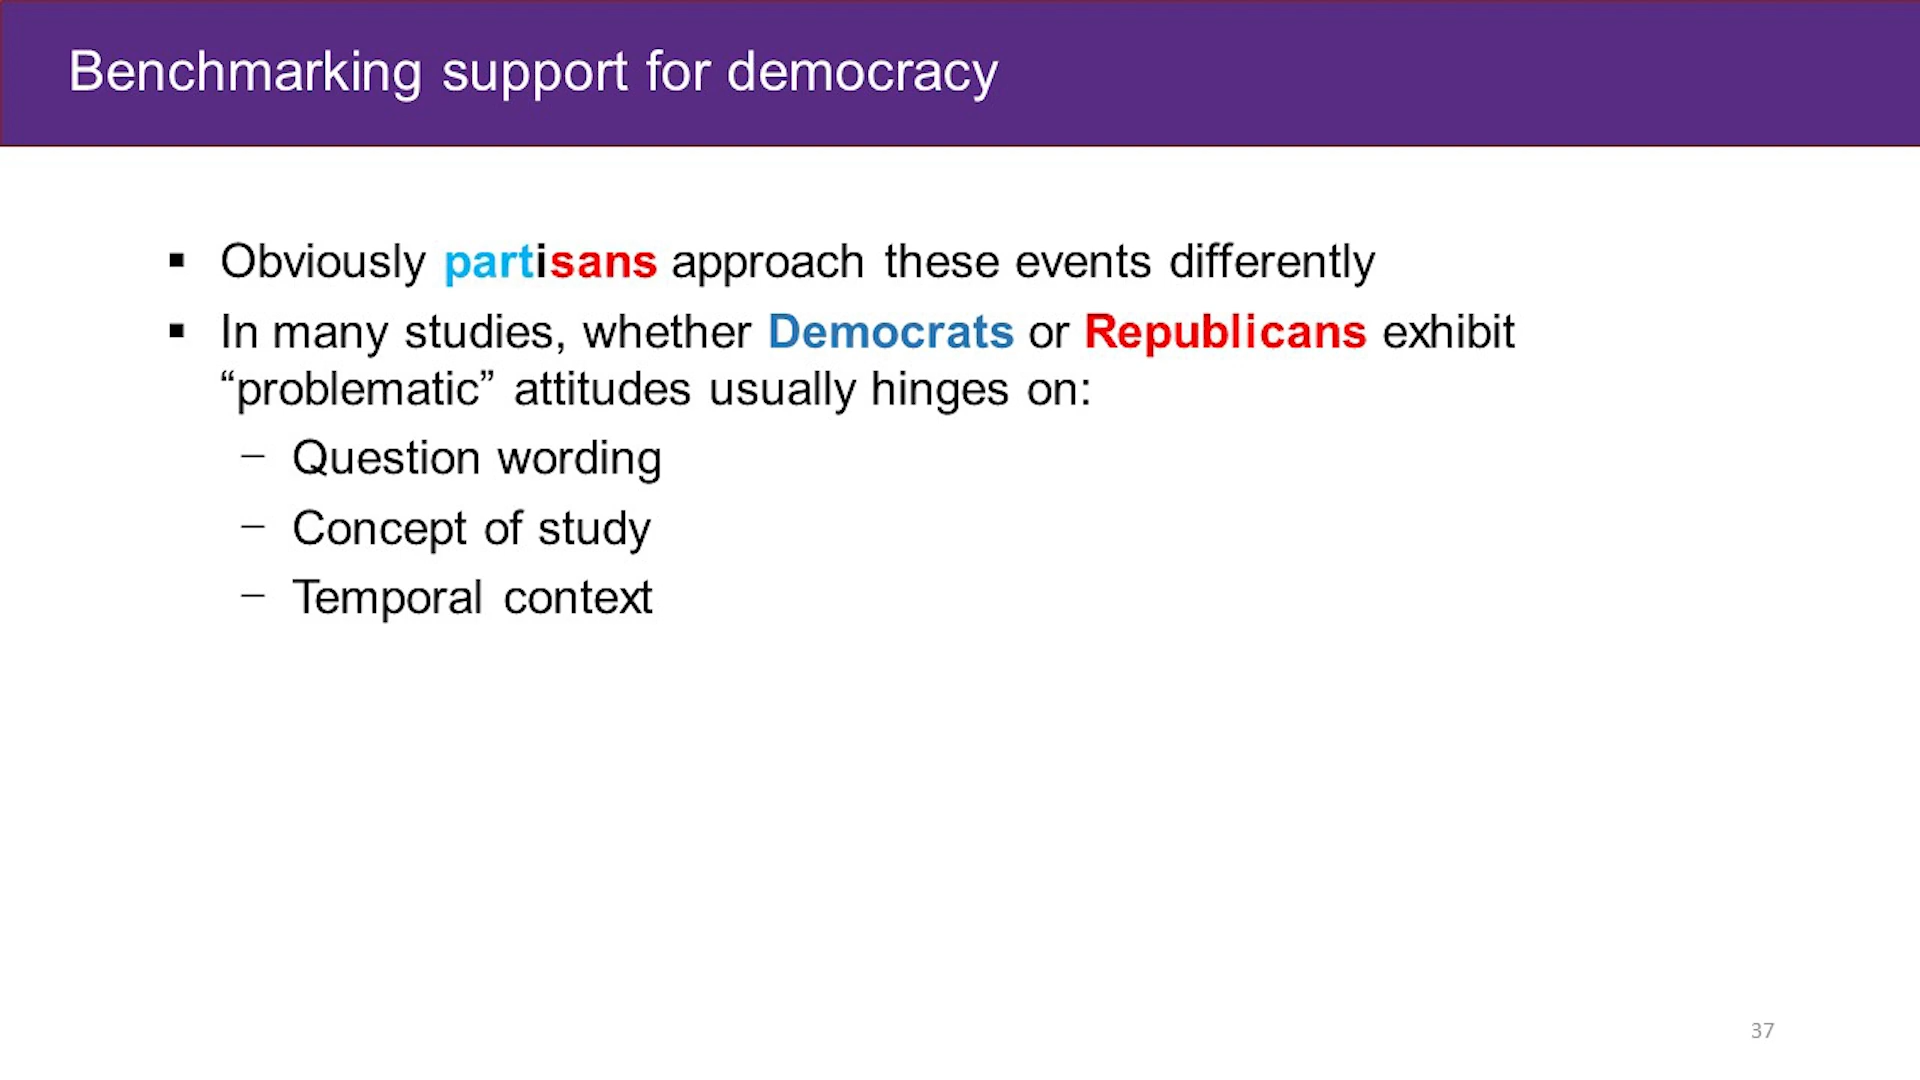 Benchmarking support for democracy
▪ Obviously partisans approach these events differently
▪ In many studies, whether Democrats or Republicans exhibit
“problematic” attitudes usually hinges on:
– Question wording
– Concept of study
– Temporal context
37